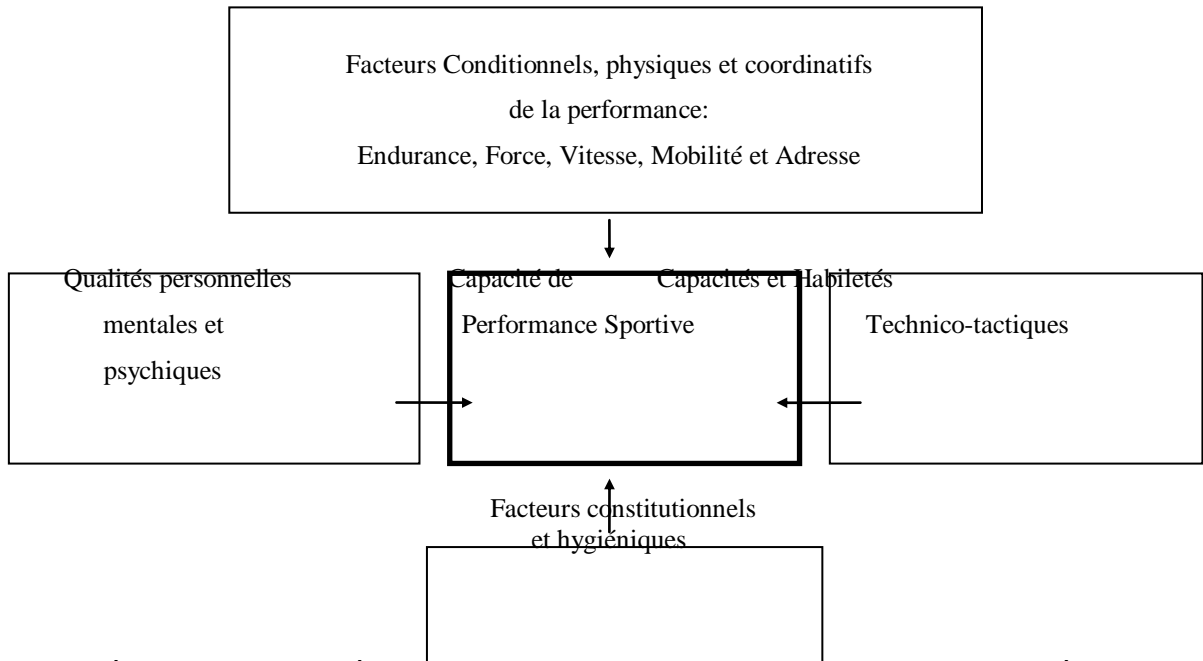 Facteurs Conditionnels, physiques et coordinatifs
de la performance:
Endurance, Force, Vitesse, Mobilité et Adresse
Qualités personnelles
mentales et
psychiques
Capacité de
Performance Sportive
Capacités et Habiletés
Technico-tactiques
Facteurs constitutionnels
et hygiéniques